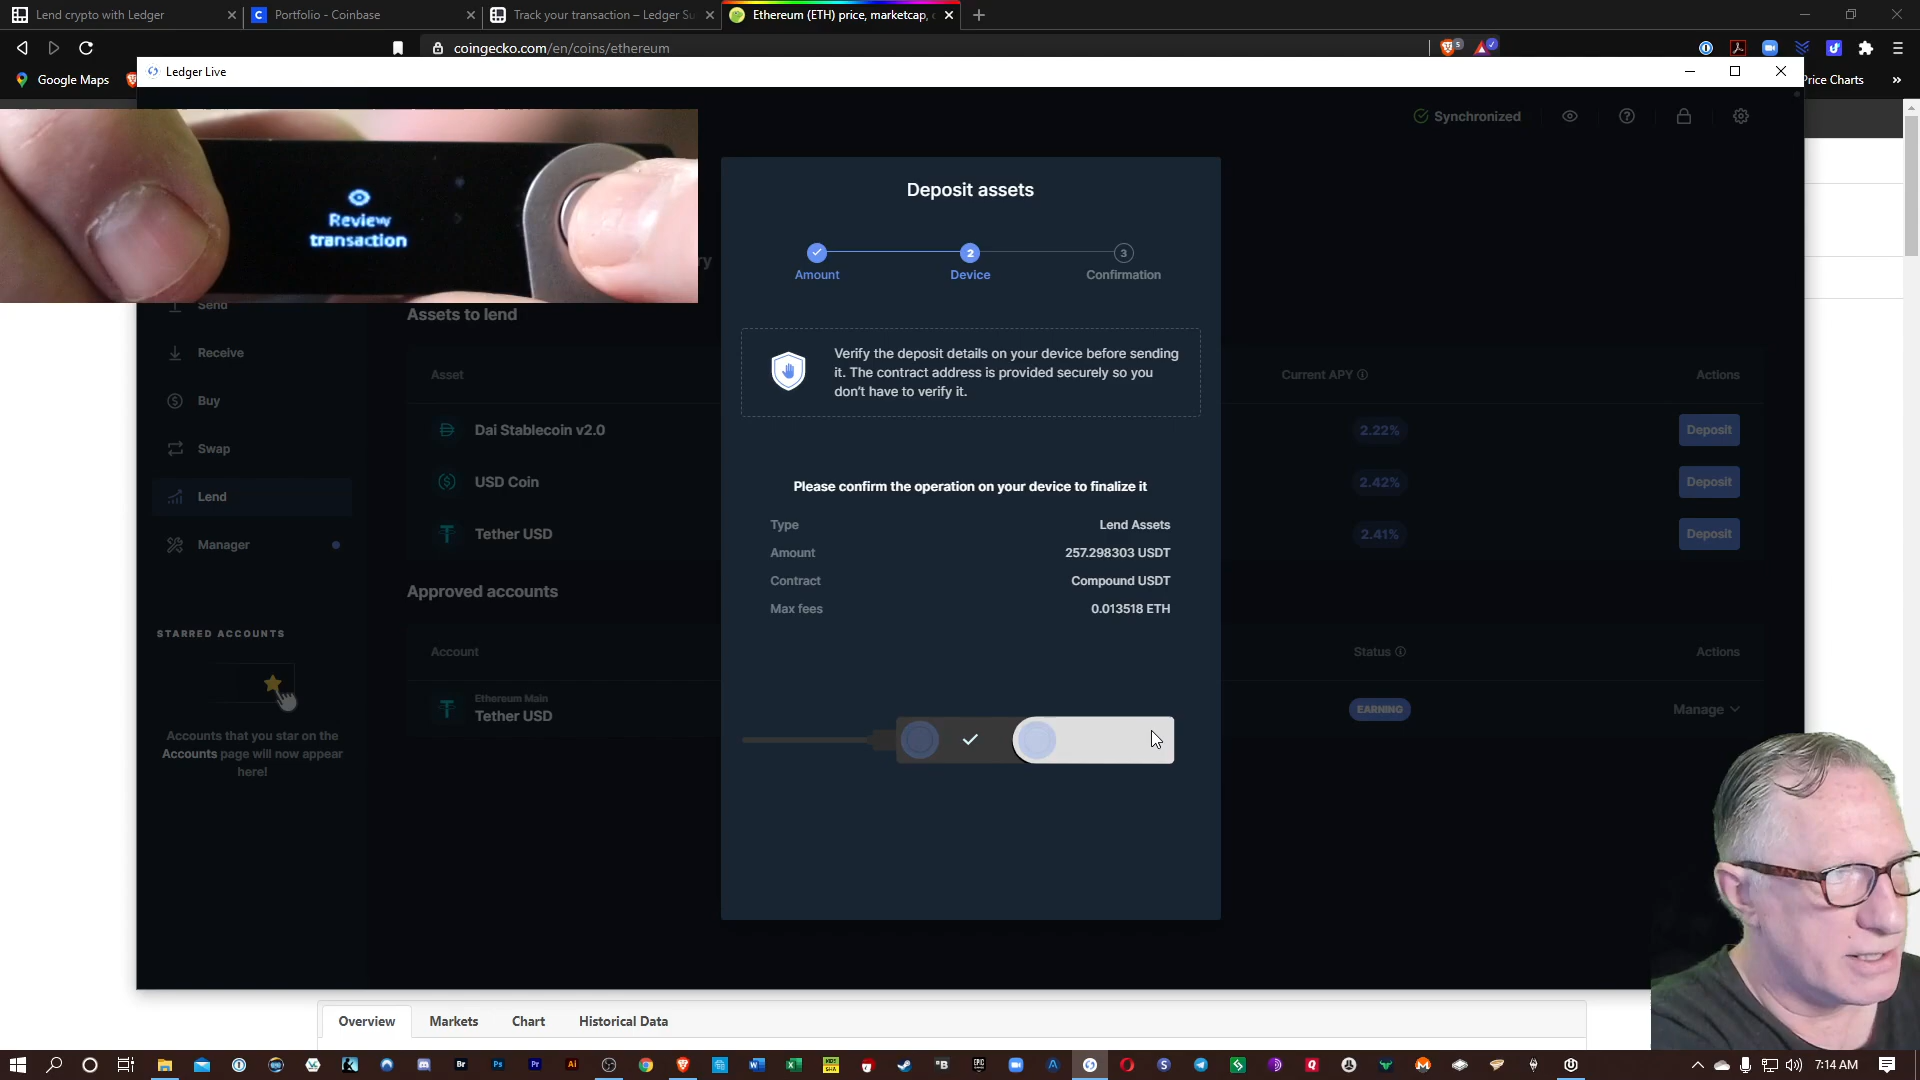 Lend crypto with Ledger
Portfolio - Coinbase
Track your transaction – Ledger Su
Ethereum (ETH) price, marketcap,
coingecko.com/en/coins/ethereum
Google Maps
Price Charts
Ledger Live
Synchronized
Review
transaction
Send
Receive
Buy
Swap
Lend
Manager
STARRED ACCOUNTS
Accounts that you star on the
Accounts page will now appear
here!
Assets to lend
Asset
Current APY
Actions
Dai Stablecoin v2.0
2.22%
Deposit
USD Coin
2.42%
Deposit
Tether USD
2.41%
Deposit
Approved accounts
Account
Status
Actions
Ethereum Main
Tether USD
EARNING
Manage
Deposit assets
2
3
Amount
Device
Confirmation
Verify the deposit details on your device before sending
it. The contract address is provided securely so you
don't have to verify it.
Please confirm the operation on your device to finalize it
Type
Lend Assets
Amount
257.298303 USDT
Contract
Compound USDT
Max fees
0.013518 ETH
Overview
Markets
Chart
Historical Data
7:14 AM